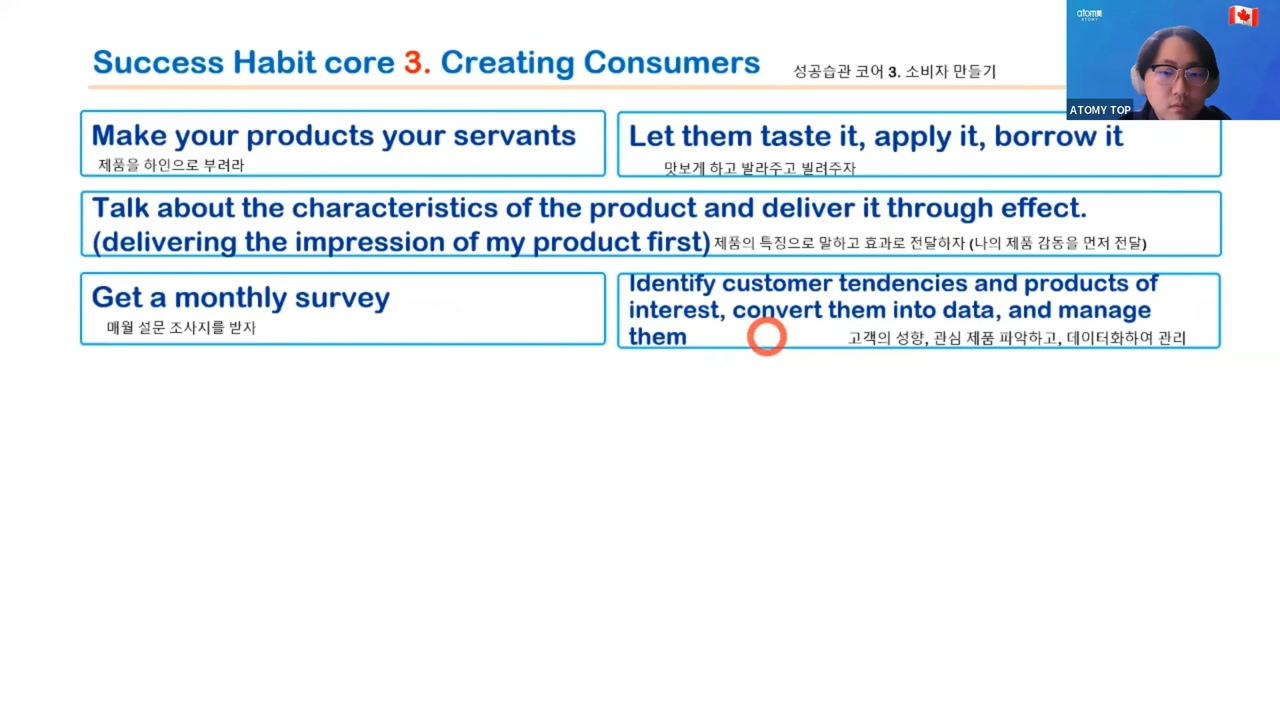 atom美
ATOMY
ATOMY TOP
Success Habit core 3. Creating Consumers 성공습관 코어 3. 소비자 만들기
Make your products your servants
제품을 하인으로 부려라
Let them taste it, apply it, borrow it
맛보게 하고 발라주고 빌려주자
Talk about the characteristics of the product and deliver it through effect.
(delivering the impression of my product first) 제품의 특징으로 말하고 효과로 전달하자 (나의 제품 감동을 먼저 전달)
Get a monthly survey
매월 설문 조사지를 받자
Identify customer tendencies and products of
interest, convert them into data, and manage
them 고객의 성향, 관심 제품 파악하고, 데이터화하여 관리